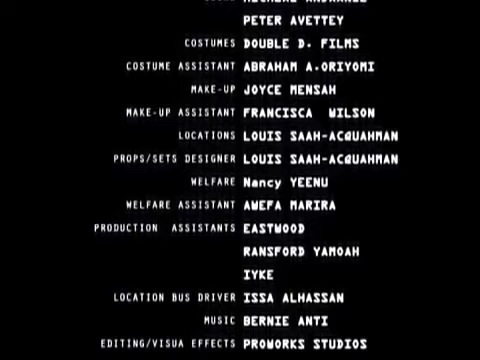 PETER AVETTEY
COSTUMES DOUBLE D. FILMS
COSTUME ASSISTANT ABRAHAM A.ORIYOMI
MAKE-UP JOYCE MENSAH
MAKE-UP ASSISTANT FRANCISCA WILSON
LOCATIONS LOUIS SAAH-ACQUAHMAN
PROPS/SETS DESIGNER LOUIS SAAH-ACQUAHMAN
WELFARE Nancy YEENU
WELFARE ASSISTANT AWEFA MARIRA
PRODUCTION ASSISTANTS EASTWOOD
RANSFORD YAMOAH
IYKE
LOCATION BUS DRIVER ISSA ALHASSAN
MUSIC BERNIE ANTI
EDITING/VISUA EFFECTS PROWORKS STUDIOS